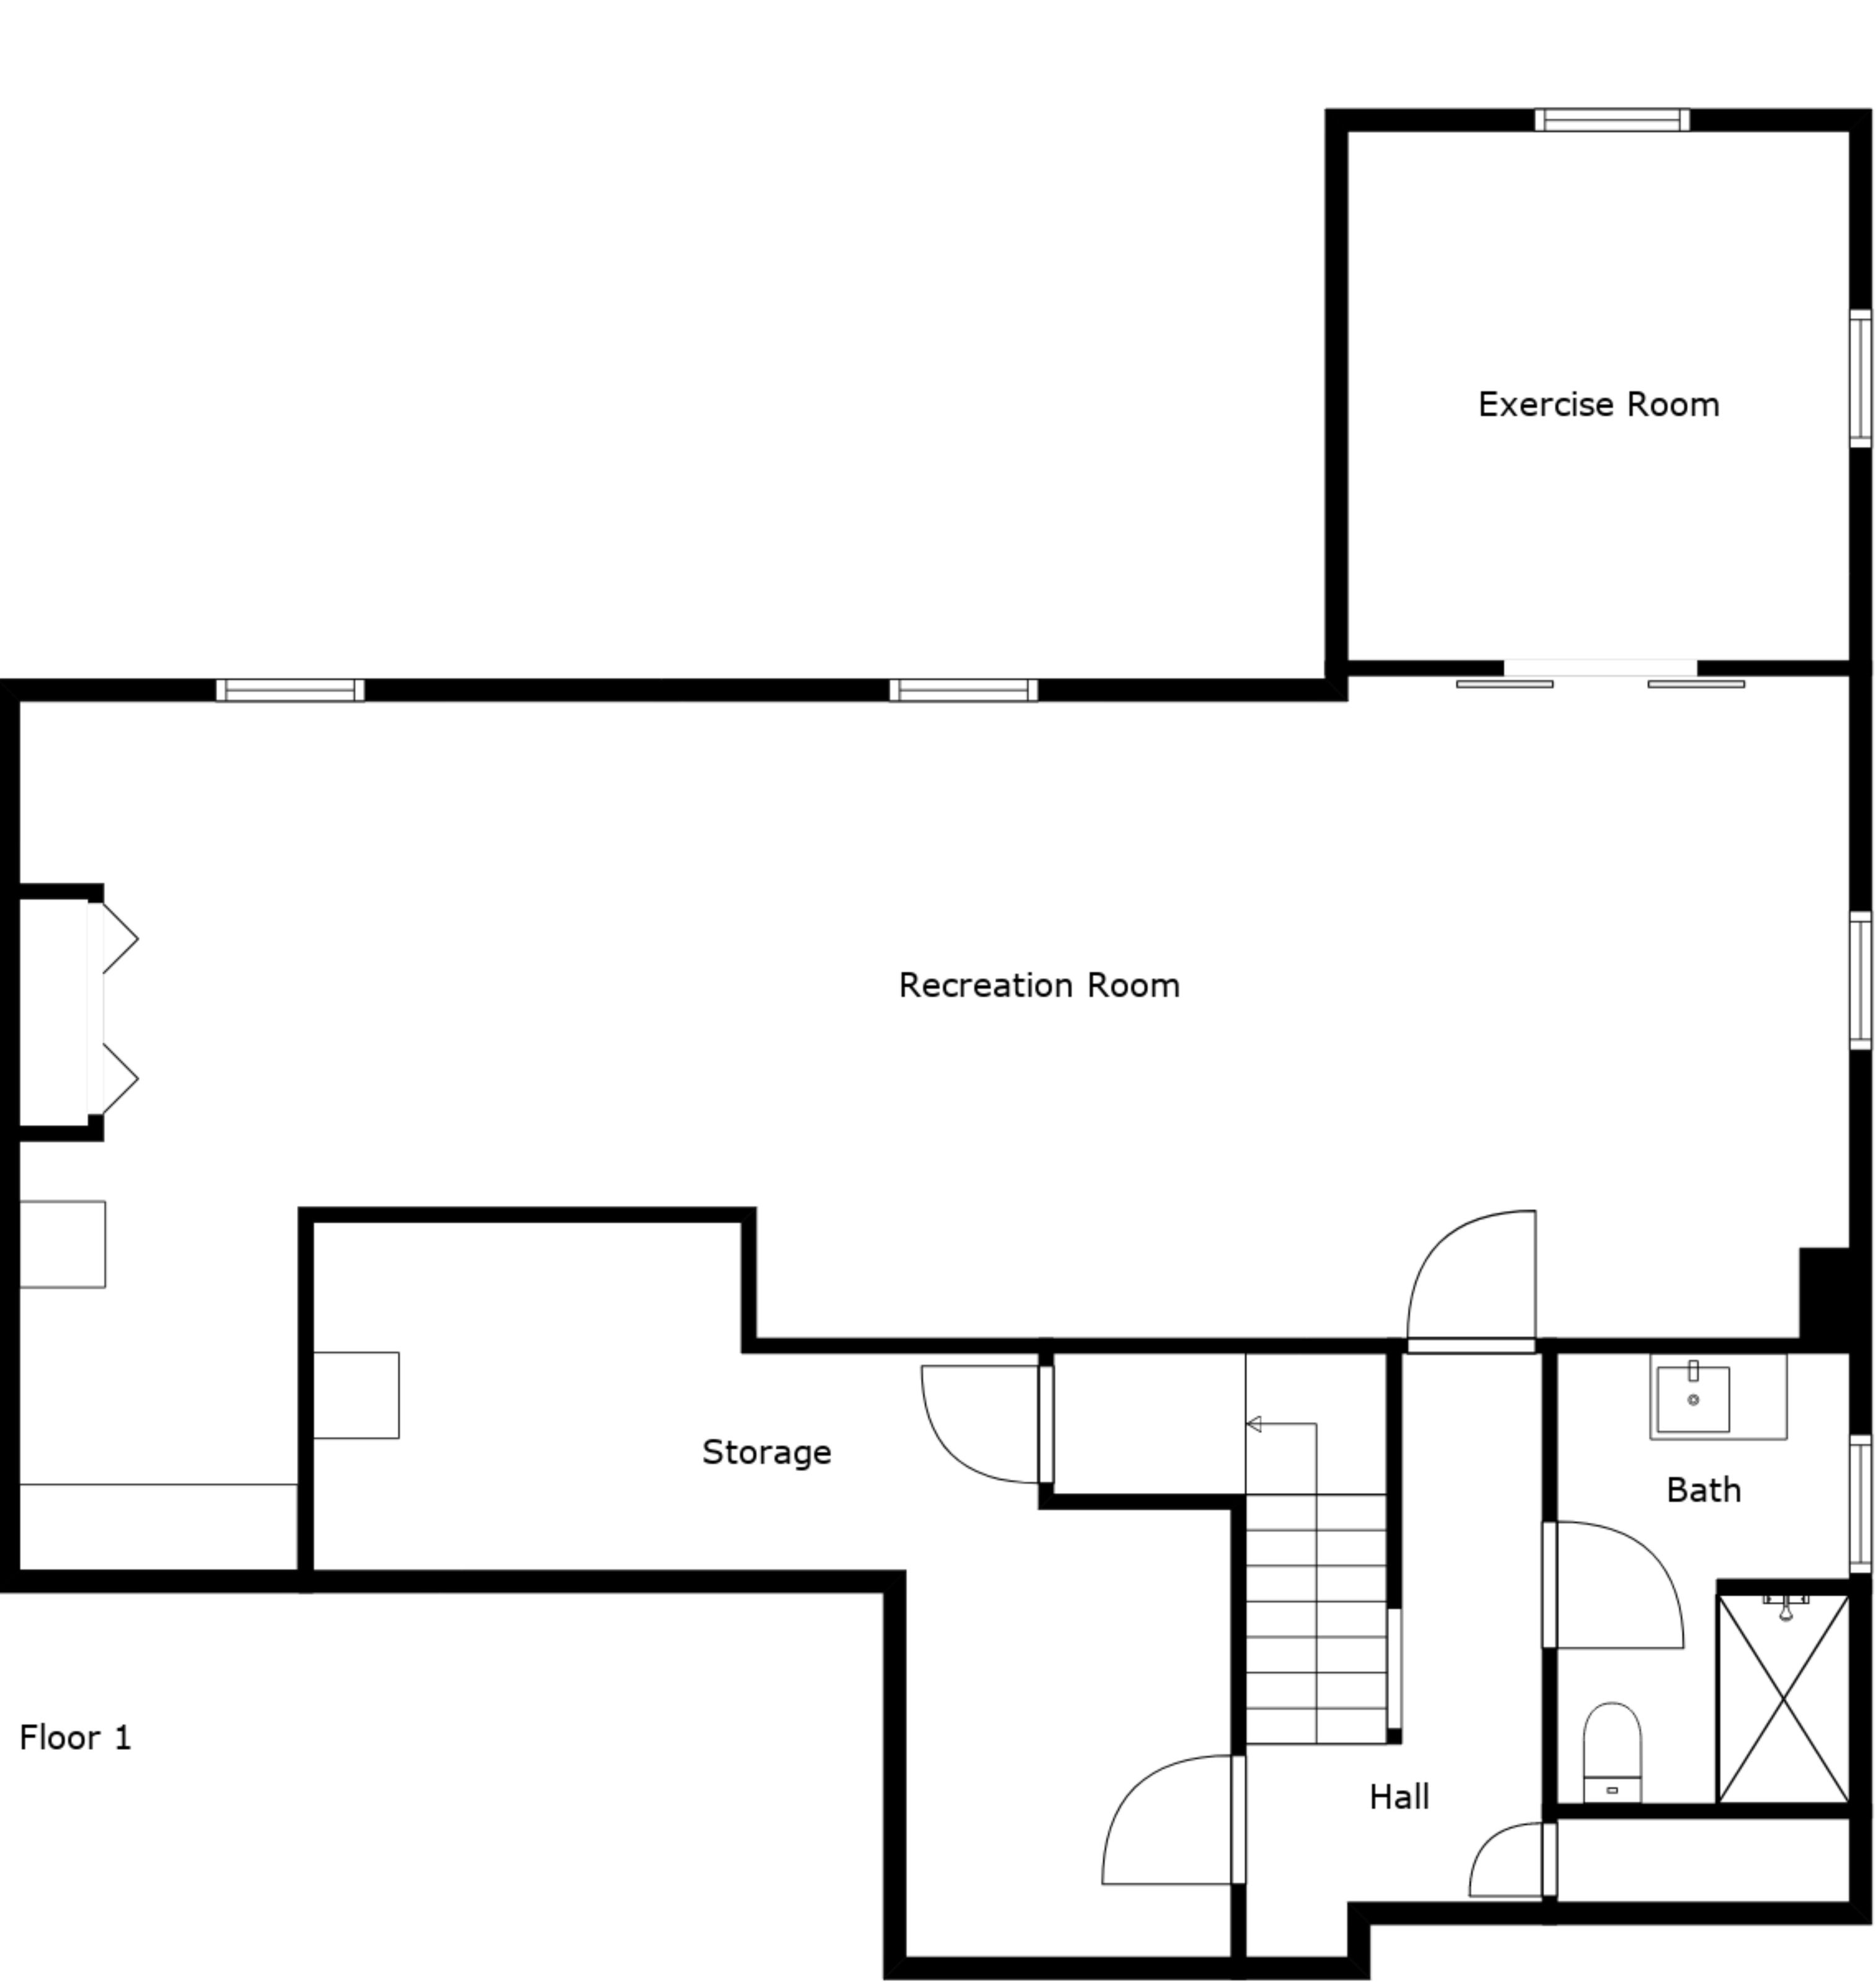 Exercise Room
Recreation Room
Storage
Bath
Floor 1
Hall